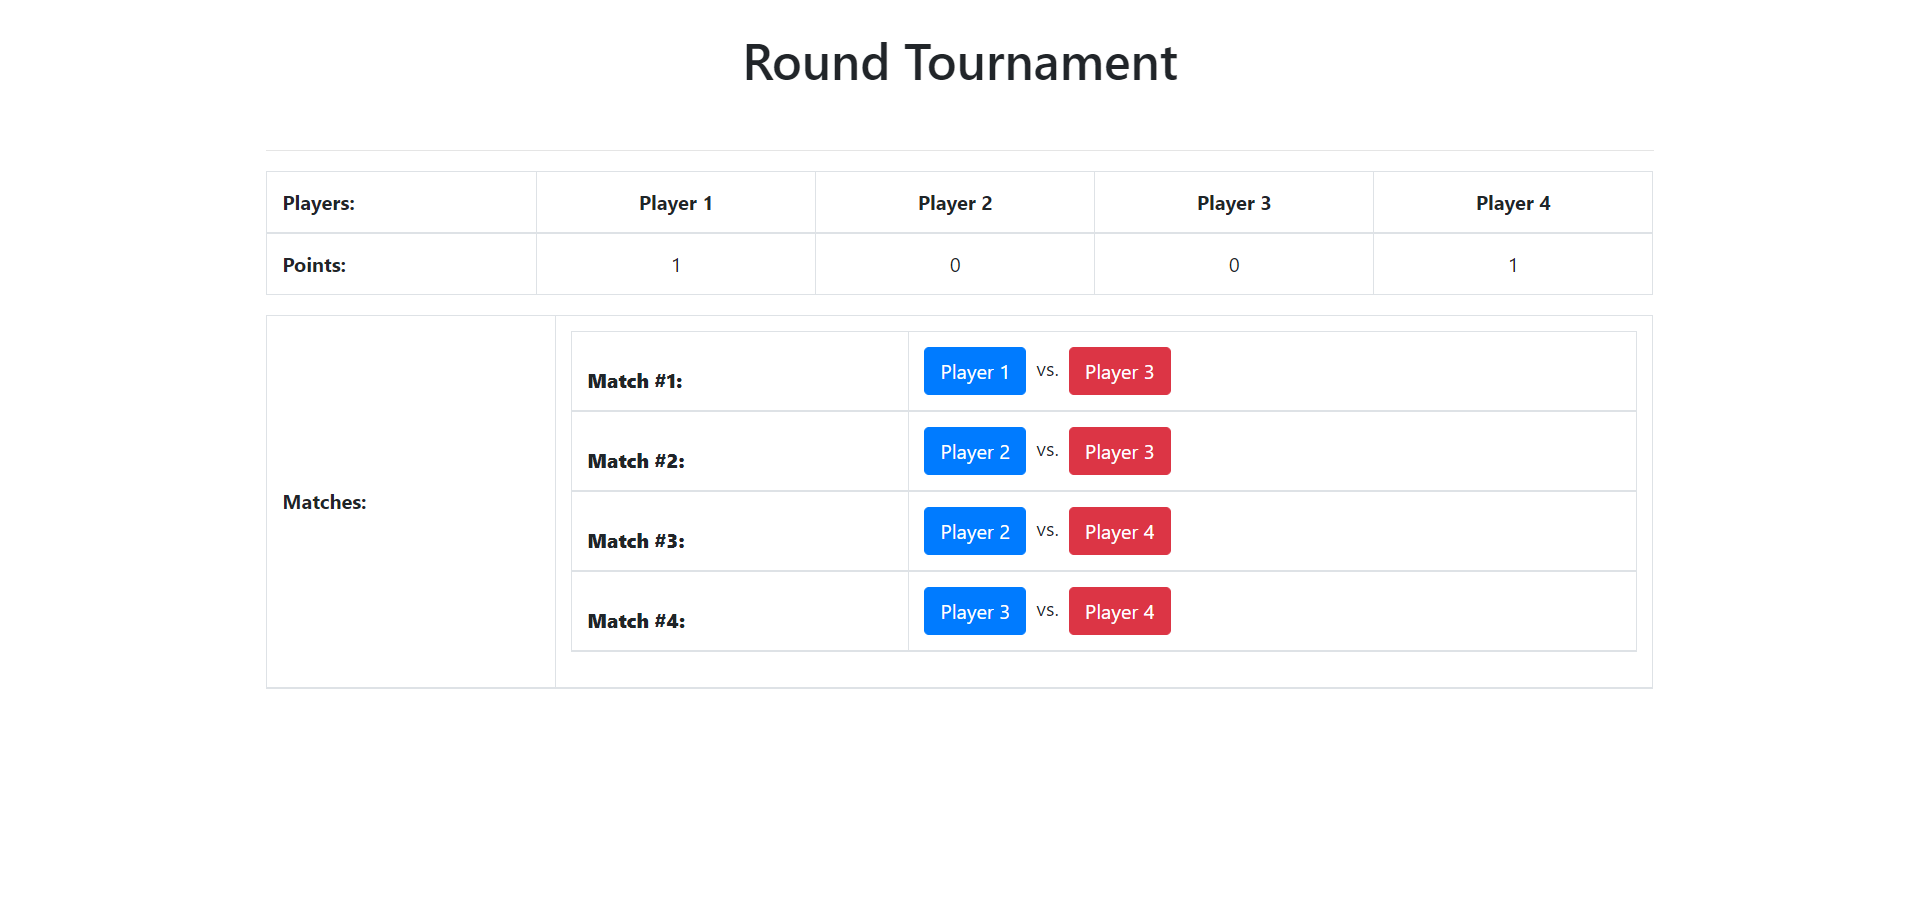 Round Tournament
Players: Player 1 Player 2 Player 3 Player 4
Points: 1 0 0 1
Matches:
Match #1: Player 1 vs. Player 3
Match #2: Player 2 vs. Player 3
Match #3: Player 2 vs. Player 4
Match #4: Player 3 vs. Player 4